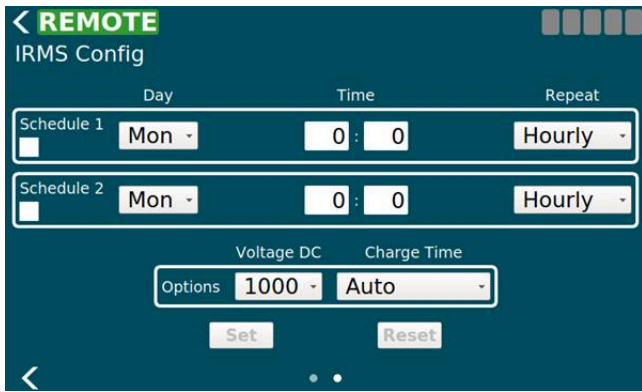 REMOTE
IRMS Config
Day Time Repeat
Schedule 1 Mon 0 : 0 Hourly
Schedule 2 Mon 0 : 0 Hourly
Voltage DC Charge Time
Options 1000 Auto
Set Reset